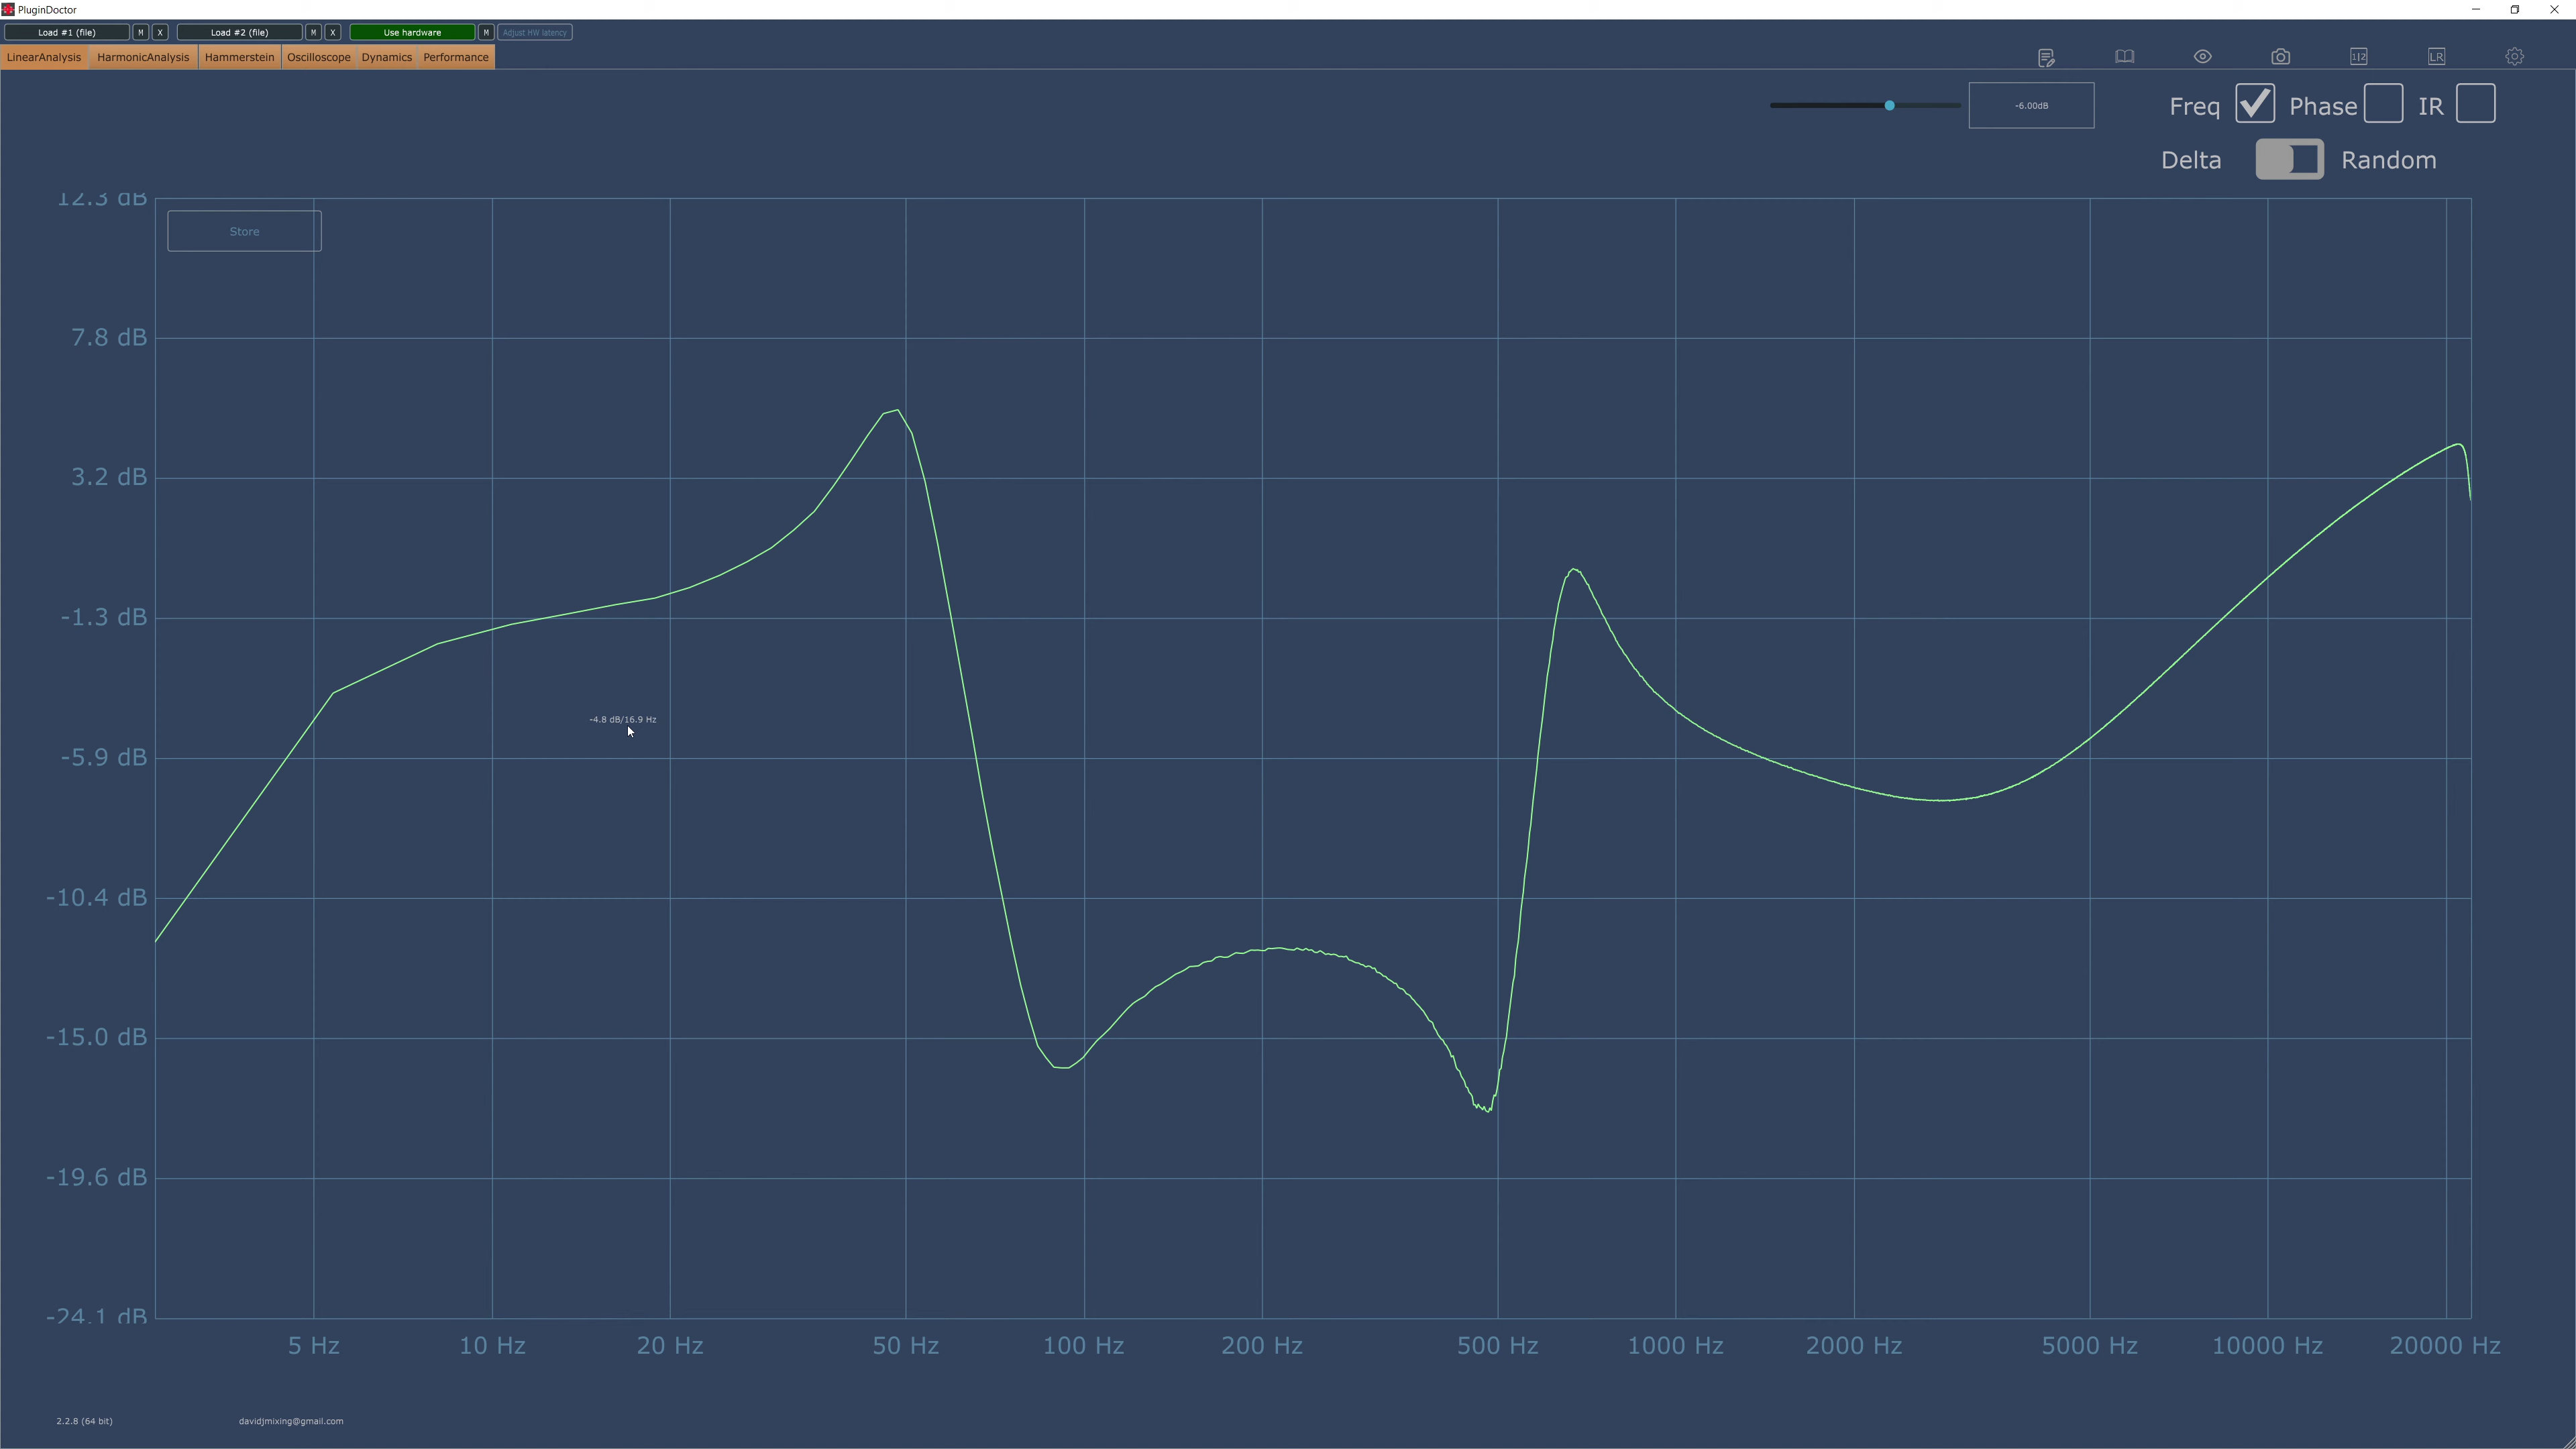 PluginDoctor
Load #1 (file) M X Load #2 (file) M X Use hardware M Adjust HW latency
LinearAnalysis HarmonicAnalysis Hammerstein Oscilloscope Dynamics Performance 1|2 LR
-6.00dB Freq Phase IR
Delta Random
12.3 dB
Store
7.8 dB
3.2 dB
-1.3 dB
-4.8 dB/16.9 Hz
-5.9 dB
-10.4 dB
-15.0 dB
-19.6 dB
-24.1 dB
5 Hz 10 Hz 20 Hz 50 Hz 100 Hz 200 Hz 500 Hz 1000 Hz 2000 Hz 5000 Hz 10000 Hz 20000 Hz
2.2.8 (64 bit) davidjmixing@gmail.com